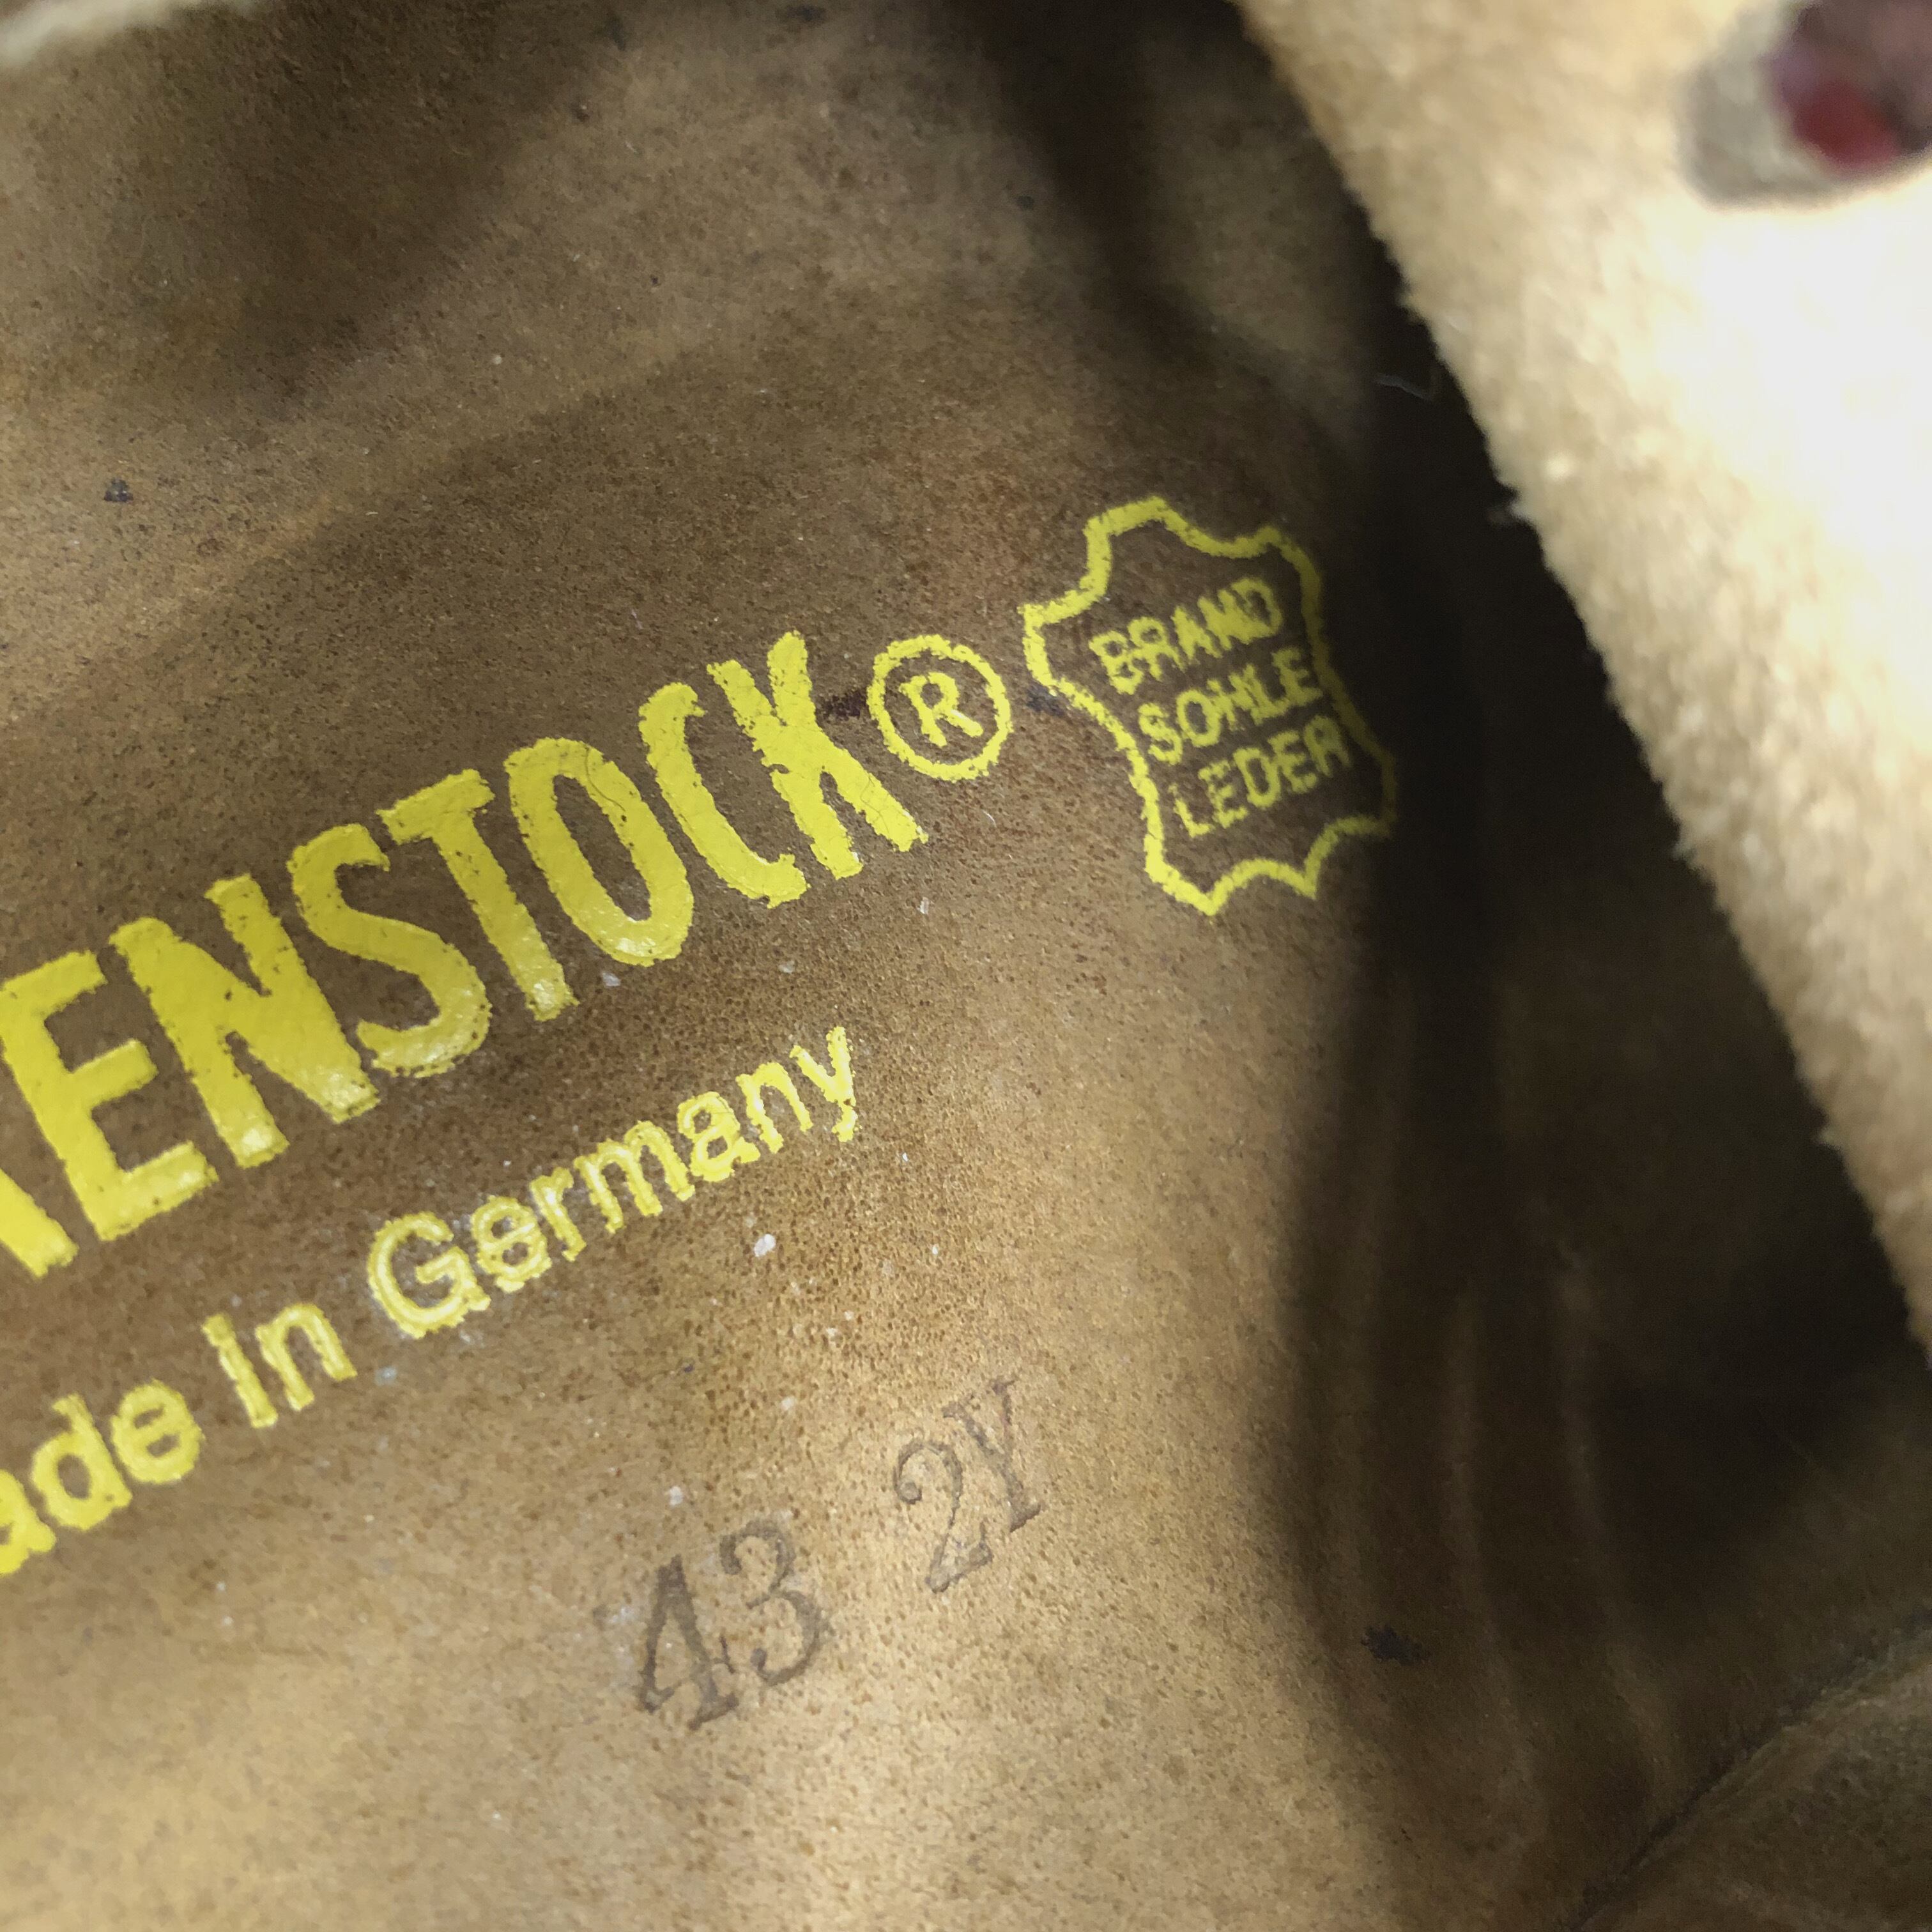 KENSTOCK®
BRAND
SOHLE
LEDER
ade in Germany
43 2Y